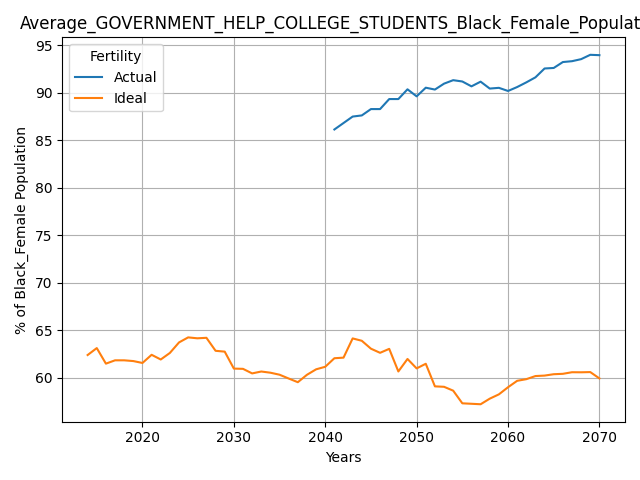 Average_GOVERNMENT_HELP_COLLEGE_STUDENTS_Black_Female_Populat
Fertility
Actual
Ideal
% of Black_Female Population
95
90
85
80
75
70
65
60
2020 2030 2040 2050 2060 2070
Years